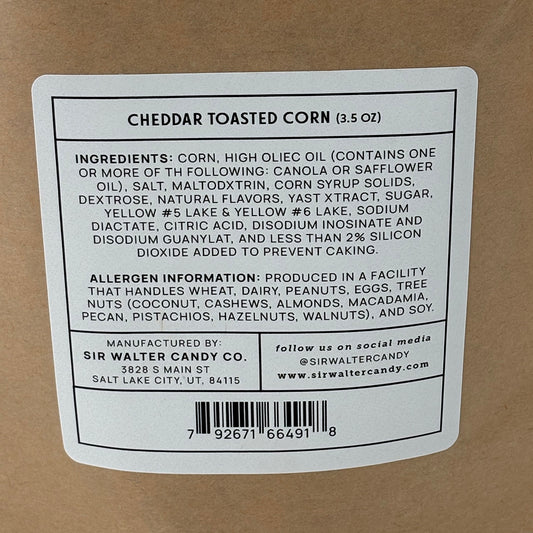 CHEDDAR TOASTED CORN (3.5 OZ)
INGREDIENTS: CORN, HIGH OLIEC OIL (CONTAINS ONE
OR MORE OF TH FOLLOWING: CANOLA OR SAFFLOWER
OIL), SALT, MALTODXTRIN, CORN SYRUP SOLIDS,
DEXTROSE, NATURAL FLAVORS, YAST XTRACT, SUGAR,
YELLOW #5 LAKE & YELLOW #6 LAKE, SODIUM
DIACTATE, CITRIC ACID, DISODIUM INOSINATE AND
DISODIUM GUANYLAT, AND LESS THAN 2% SILICON
DIOXIDE ADDED TO PREVENT CAKING.
ALLERGEN INFORMATION: PRODUCED IN A FACILITY
THAT HANDLES WHEAT, DAIRY, PEANUTS, EGGS, TREE
NUTS (COCONUT, CASHEWS, ALMONDS, MACADAMIA,
PECAN, PISTACHIOS, HAZELNUTS, WALNUTS), AND SOY.
MANUFACTURED BY:
SIR WALTER CANDY CO.
3828 S MAIN ST
SALT LAKE CITY, UT, 84115
follow us on social media
@SIRWALTERCANDY
www.sirwaltercandy.com
7 92671 66491 8